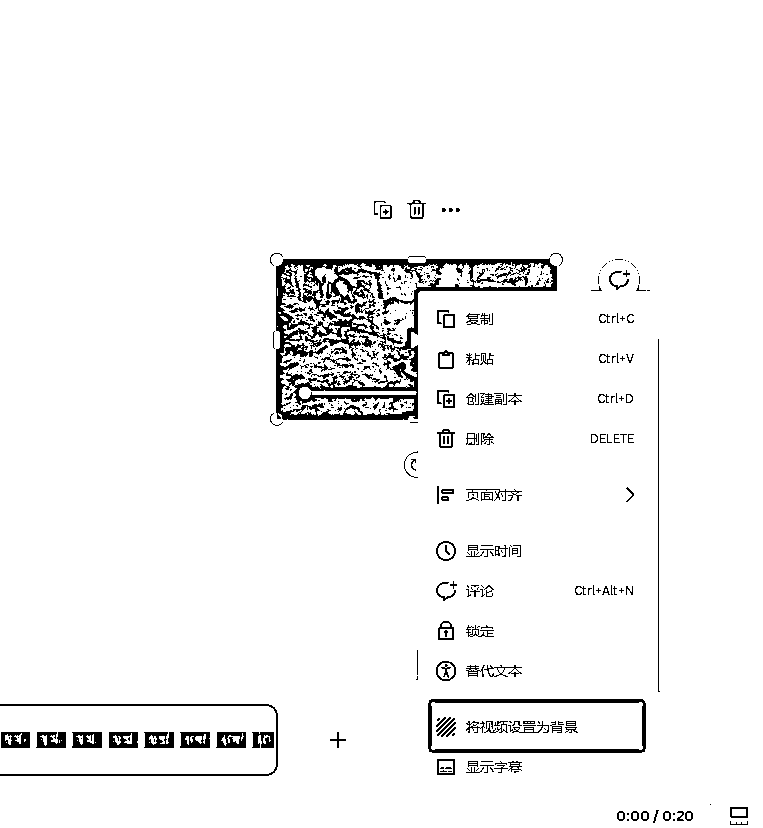 复制 Ctrl+C
粘贴 Ctrl+V
创建副本 Ctrl+D
删除 DELETE
页面对齐
显示时间
评论 Ctrl+Alt+N
锁定
替代文本
将视频设置为背景
显示字幕
0:00 / 0:20